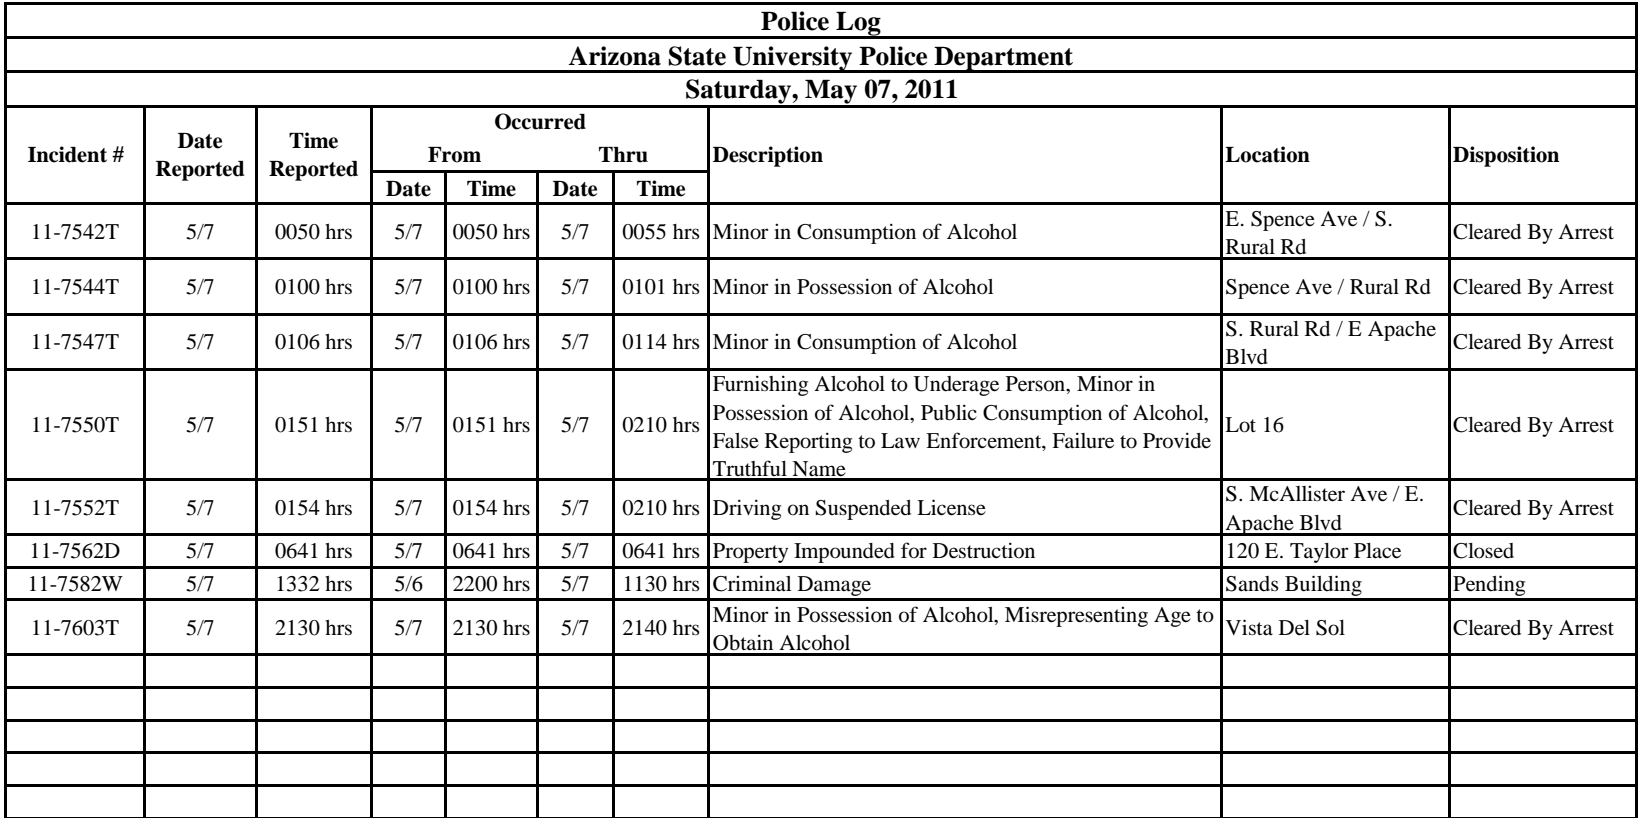 Police Log
Arizona State University Police Department
Saturday, May 07, 2011
Incident # Date Reported Time Reported Occurred From Thru Description Location Disposition
Date Time Date Time
11-7542T 5/7 0050 hrs 5/7 0050 hrs 5/7 0055 hrs Minor in Consumption of Alcohol E. Spence Ave / S. Rural Rd Cleared By Arrest
11-7544T 5/7 0100 hrs 5/7 0100 hrs 5/7 0101 hrs Minor in Possession of Alcohol Spence Ave / Rural Rd Cleared By Arrest
11-7547T 5/7 0106 hrs 5/7 0106 hrs 5/7 0114 hrs Minor in Consumption of Alcohol S. Rural Rd / E Apache Blvd Cleared By Arrest
11-7550T 5/7 0151 hrs 5/7 0151 hrs 5/7 0210 hrs Furnishing Alcohol to Underage Person, Minor in Possession of Alcohol, Public Consumption of Alcohol, False Reporting to Law Enforcement, Failure to Provide Truthful Name Lot 16 Cleared By Arrest
11-7552T 5/7 0154 hrs 5/7 0154 hrs 5/7 0210 hrs Driving on Suspended License S. McAllister Ave / E. Apache Blvd Cleared By Arrest
11-7562D 5/7 0641 hrs 5/7 0641 hrs 5/7 0641 hrs Property Impounded for Destruction 120 E. Taylor Place Closed
11-7582W 5/7 1332 hrs 5/6 2200 hrs 5/7 1130 hrs Criminal Damage Sands Building Pending
11-7603T 5/7 2130 hrs 5/7 2130 hrs 5/7 2140 hrs Minor in Possession of Alcohol, Misrepresenting Age to Obtain Alcohol Vista Del Sol Cleared By Arrest